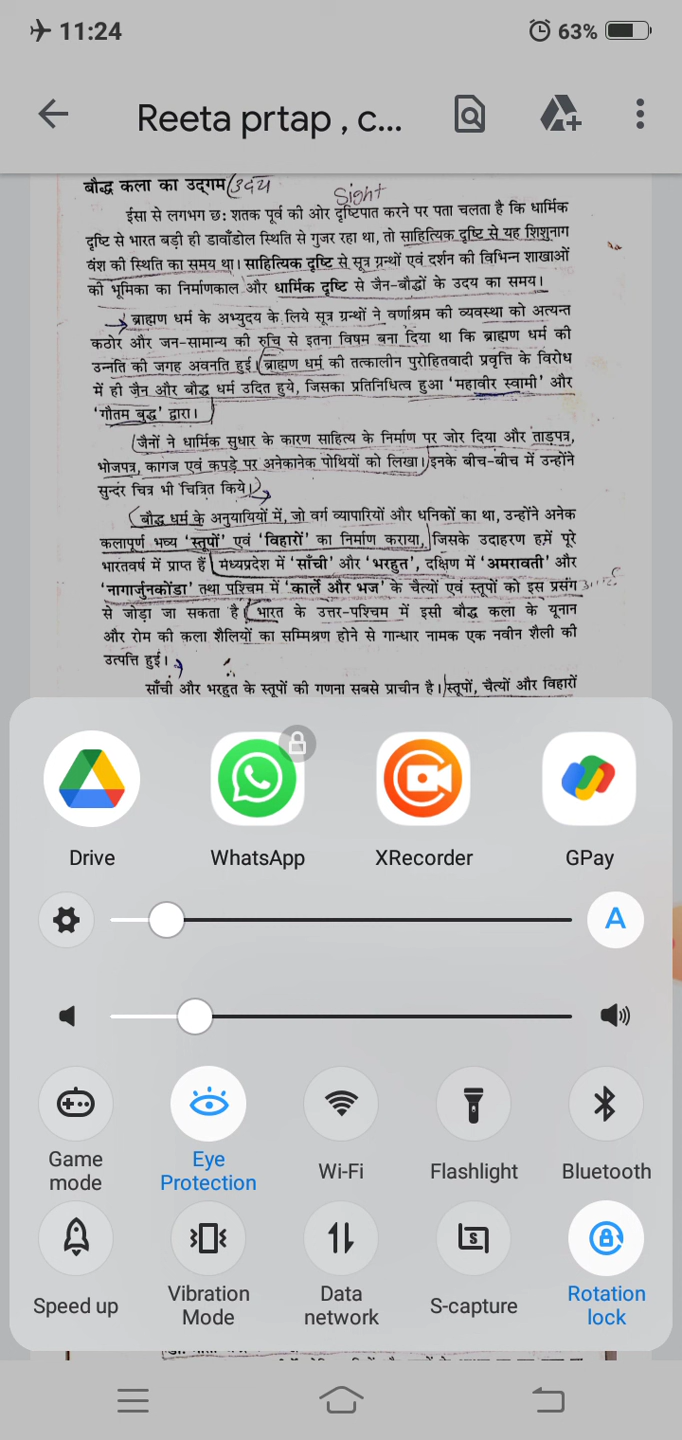 11:24
63%
Reeta prtap , c...
बौद्ध कला का उद्गम (उदय
Sight
ईसा से लगभग छः शतक पूर्व की ओर दृष्टिपात करने पर पता चलता है कि धार्मिक
दृष्टि से भारत बड़ी ही डावाँडोल स्थिति से गुजर रहा था, तो साहित्यिक दृष्टि से यह शिशुनाग
वंश की स्थिति का समय था। साहित्यिक दृष्टि से सूत्र ग्रन्थों एवं दर्शन की विभिन्न शाखाओं
की भूमिका का निर्माणकाल और धार्मिक दृष्टि से जैन-बौद्धों के उदय का समय।
ब्राह्मण धर्म के अभ्युदय के लिये सूत्र ग्रन्थों ने वर्णाश्रम की व्यवस्था को अत्यन्त
कठोर और जन-सामान्य की रुचि से इतना विषम बना दिया था कि ब्राह्मण धर्म की
उन्नति की जगह अवनति हुई। ब्राह्मण धर्म की तत्कालीन पुरोहितवादी प्रवृत्ति के विरोध
में ही जैन और बौद्ध धर्म उदित हुये, जिसका प्रतिनिधित्व हुआ ‘महावीर स्वामी’ और
‘गौतम बुद्ध’ द्वारा।
जैनों ने धार्मिक सुधार के कारण साहित्य के निर्माण पर जोर दिया और ताड़पत्र,
भोजपत्र, कागज एवं कपड़े पर अनेकानेक पोथियों को लिखा। इनके बीच-बीच में उन्होंने
सुन्दर चित्र भी चित्रित किये।
बौद्ध धर्म के अनुयायियों में, जो वर्ग व्यापारियों और धनिकों का था, उन्होंने अनेक
कलापूर्ण भव्य ‘स्तूपों’ एवं ‘विहारों’ का निर्माण कराया, जिसके उदाहरण हमें पूरे
भारतवर्ष में प्राप्त हैं। मध्यप्रदेश में ‘साँची’ और ‘भरहुत’, दक्षिण में ‘अमरावती’ और
‘नागार्जुनकोंडा’ तथा पश्चिम में ‘कार्ले और भज’ के चैत्यों एवं स्तूपों को इस प्रसंग
से जोड़ा जा सकता है। भारत के उत्तर-पश्चिम में इसी बौद्ध कला के यूनान
और रोम की कला शैलियों का सम्मिश्रण होने से गान्धार नामक एक नवीन शैली की
उत्पत्ति हुई।
साँची और भरहुत के स्तूपों की गणना सबसे प्राचीन है। स्तूपों, चैत्यों और विहारों
Drive WhatsApp XRecorder GPay
A
Game mode Eye Protection Wi-Fi Flashlight Bluetooth
Speed up Vibration Mode Data network S-capture Rotation lock